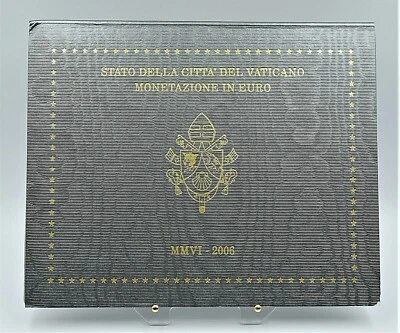 STATO DELLA CITTA' DEL VATICANO
MONETAZIONE IN EURO
MMVI - 2006